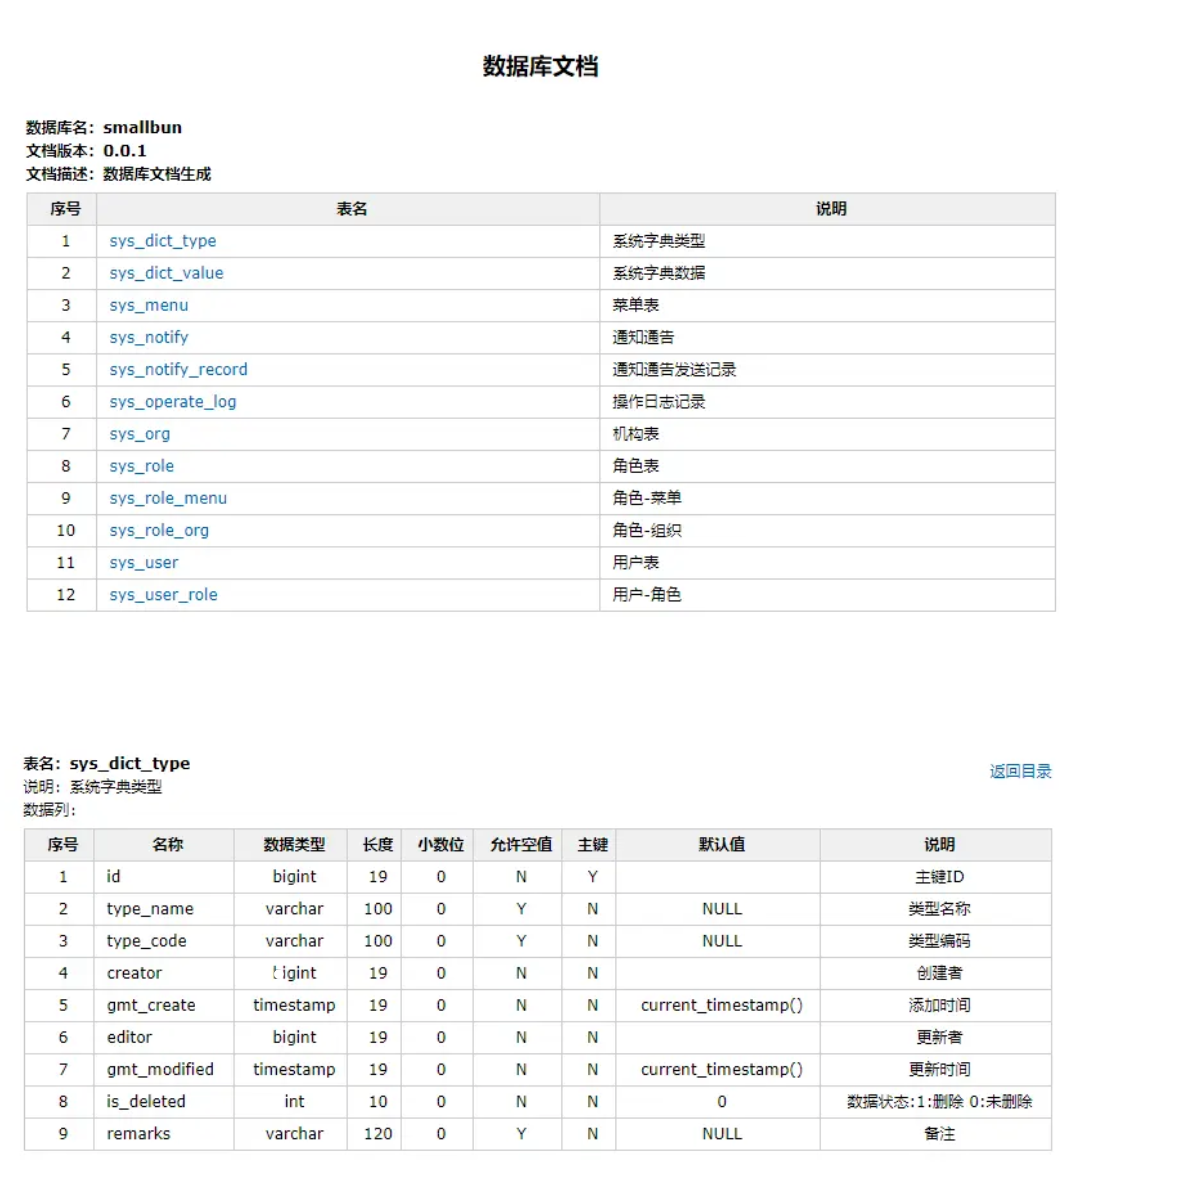 数据库文档
数据库名：smallbun
文档版本：0.0.1
文档描述：数据库文档生成
序号 表名 说明
1 sys_dict_type 系统字典类型
2 sys_dict_value 系统字典数据
3 sys_menu 菜单表
4 sys_notify 通知通告
5 sys_notify_record 通知通告发送记录
6 sys_operate_log 操作日志记录
7 sys_org 机构表
8 sys_role 角色表
9 sys_role_menu 角色-菜单
10 sys_role_org 角色-组织
11 sys_user 用户表
12 sys_user_role 用户-角色
表名：sys_dict_type
返回目录
说明：系统字典类型
数据列：
序号 名称 数据类型 长度 小数位 允许空值 主键 默认值 说明
1 id bigint 19 0 N Y 主键ID
2 type_name varchar 100 0 Y N NULL 类型名称
3 type_code varchar 100 0 Y N NULL 类型编码
4 creator bigint 19 0 N N 创建者
5 gmt_create timestamp 19 0 N N current_timestamp() 添加时间
6 editor bigint 19 0 N N 更新者
7 gmt_modified timestamp 19 0 N N current_timestamp() 更新时间
8 is_deleted int 10 0 N N 0 数据状态:1:删除 0:未删除
9 remarks varchar 120 0 Y N NULL 备注